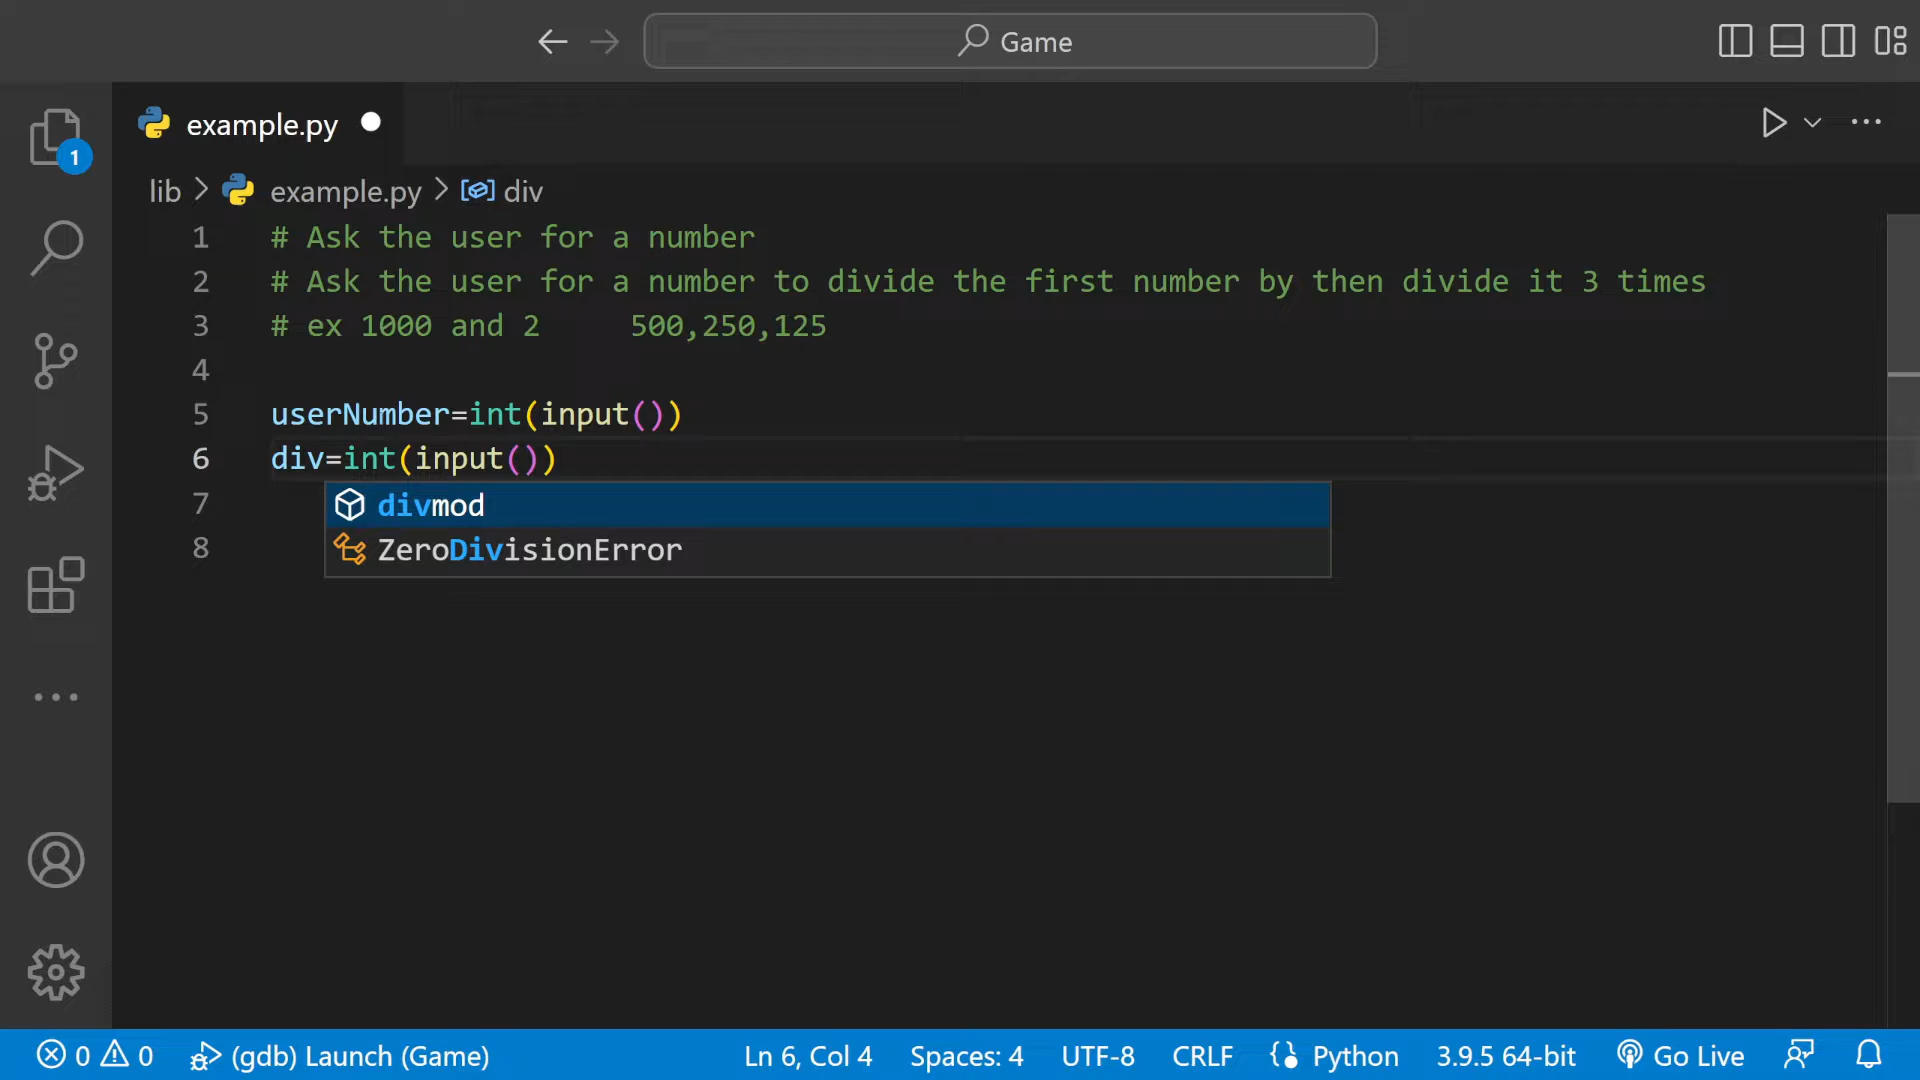 Game
example.py
1
lib > example.py > div
1 # Ask the user for a number
2 # Ask the user for a number to divide the first number by then divide it 3 times
3 # ex 1000 and 2     500,250,125
4
5 userNumber=int(input())
6 div=int(input())
7 divmod
8 ZeroDivisionError
0 0 (gdb) Launch (Game) Ln 6, Col 4 Spaces: 4 UTF-8 CRLF Python 3.9.5 64-bit Go Live